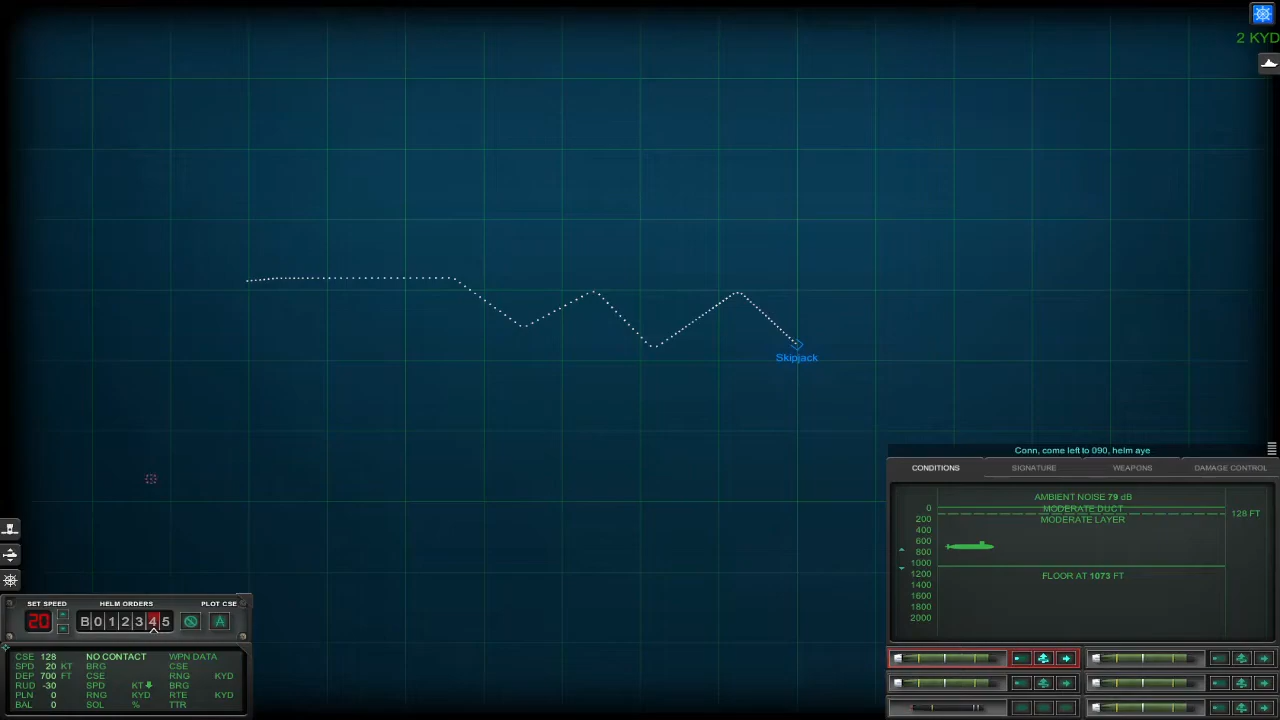 2 KYD
Skipjack
Conn, come left to 090, helm aye
CONDITIONS SIGNATURE WEAPONS DAMAGE CONTROL
AMBIENT NOISE 79 dB
0 MODERATE DUCT
200 MODERATE LAYER 128 FT
400
600
800
1000
1200 FLOOR AT 1073 FT
1400
1600
1800
2000
SET SPEED HELM ORDERS PLOT CSE
20 B 0 1 2 3 4 5 A
CSE 128 NO CONTACT WPN DATA
SPD 20 KT BRG CSE
DEP 700 FT CSE RNG KYD
RUD -30 SPD KT BRG
PLN 0 RNG KYD RTE KYD
BAL 0 SOL % TTR